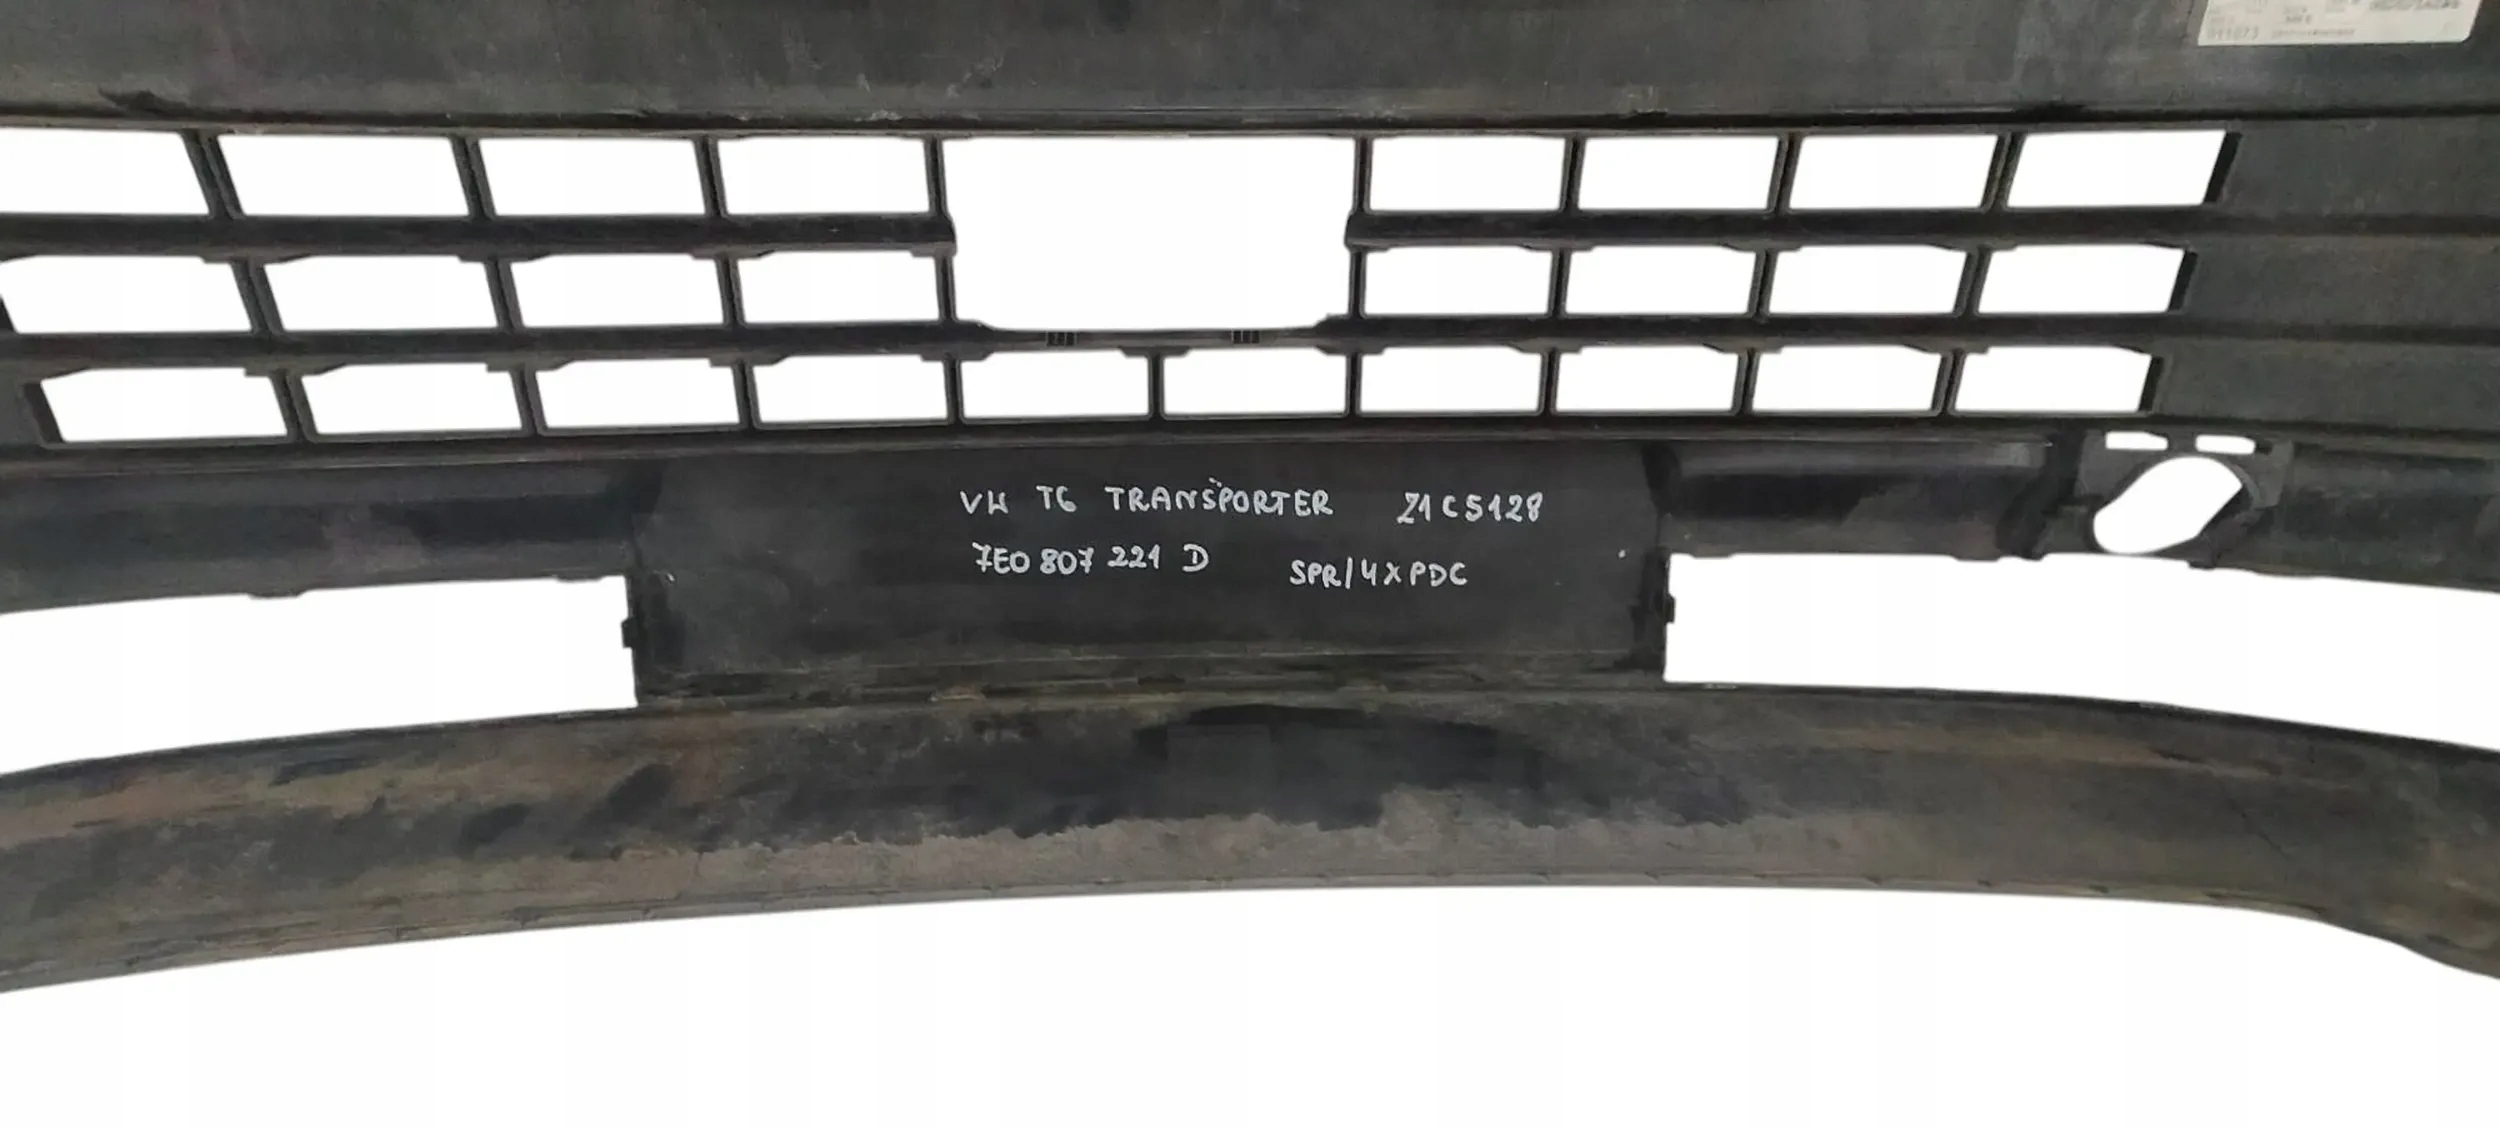 VW T6 TRANSPORTER Z1C5128
7E0 807 221 D SPR/4XPDC